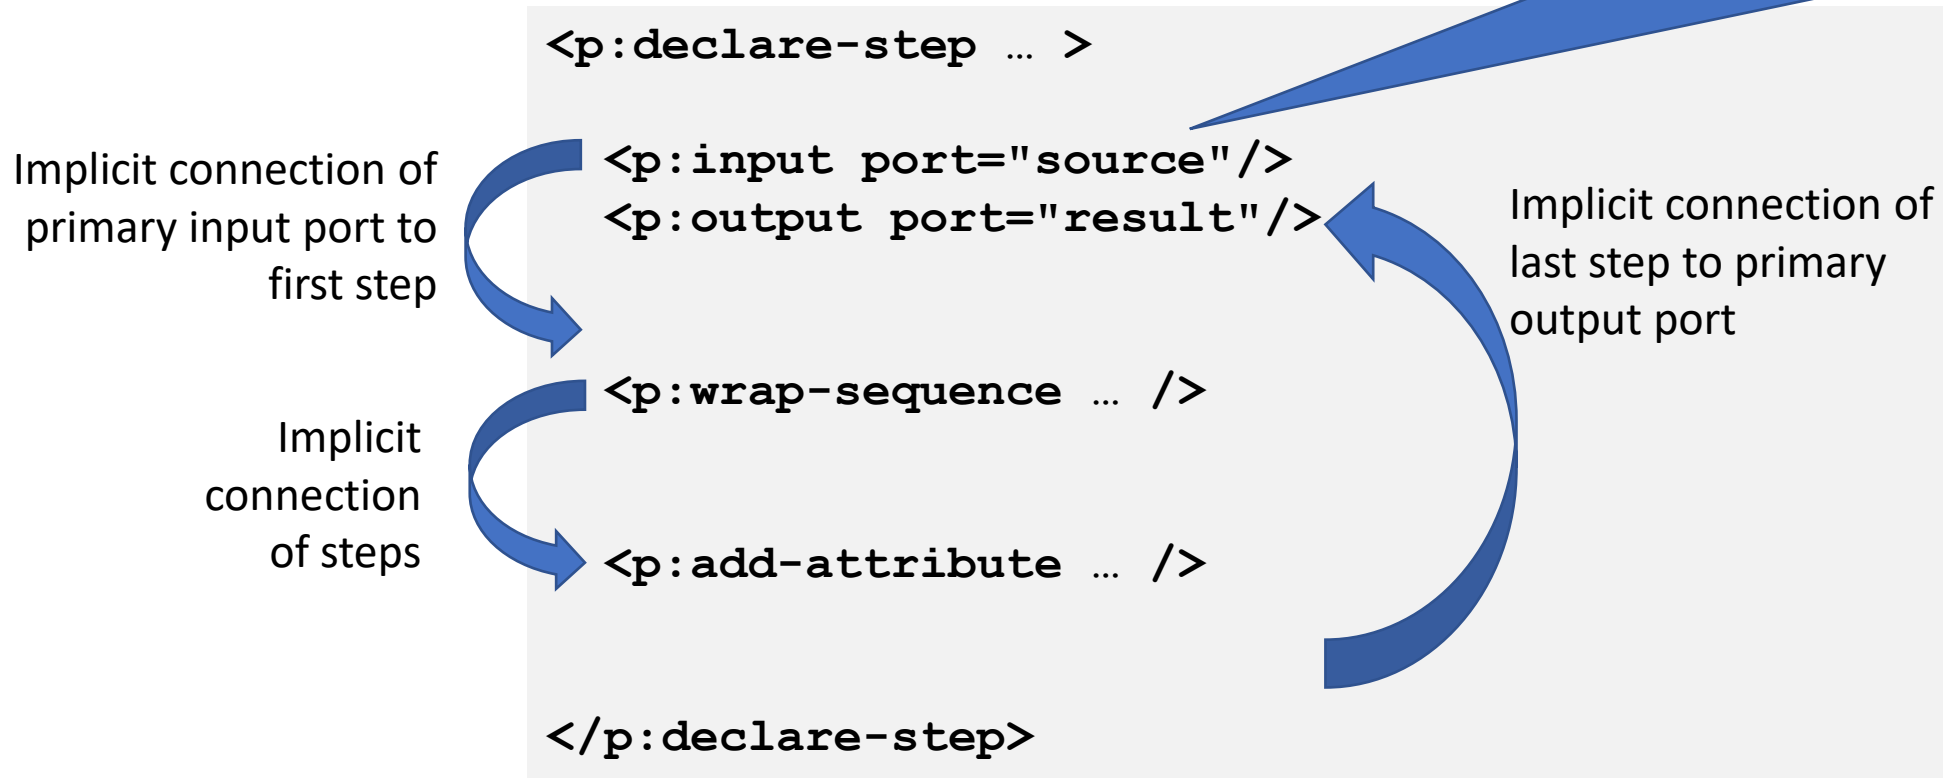 <p:declare-step … >
Implicit connection of
primary input port to
first step
<p:input port="source"/>
<p:output port="result"/>
Implicit connection of
last step to primary
output port
<p:wrap-sequence … />
Implicit
connection
of steps
<p:add-attribute … />
</p:declare-step>